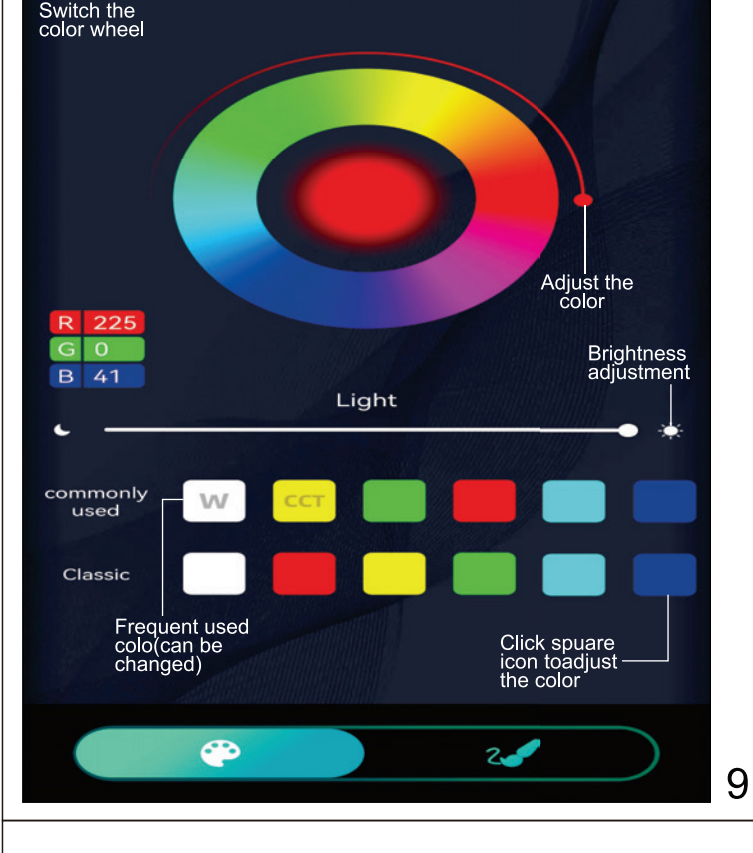 Switch the
color wheel
Adjust the
color
R 225
G 0
B 41
Brightness
adjustment
Light
commonly
used
W
CCT
Classic
Frequent used
colo(can be
changed)
Click spuare
icon toadjust
the color
9